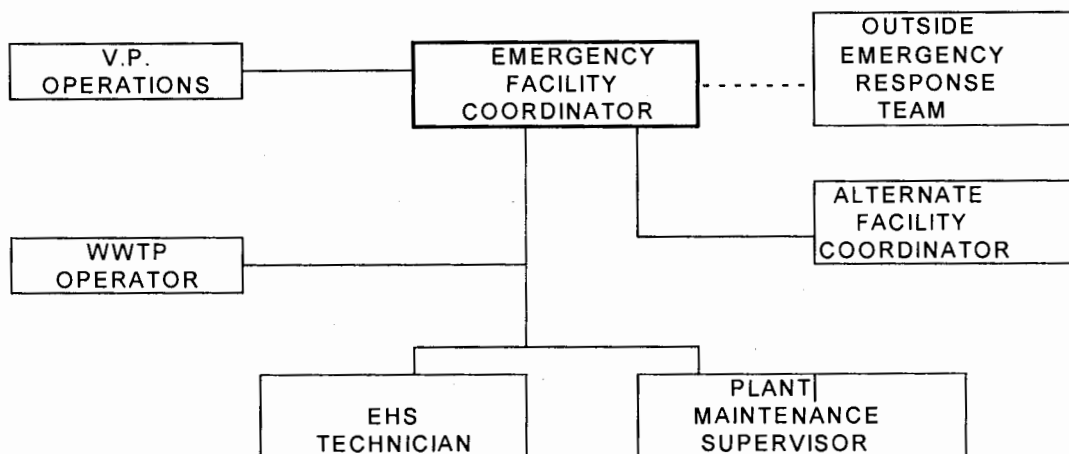 V.P.
OPERATIONS
EMERGENCY
FACILITY
COORDINATOR
OUTSIDE
EMERGENCY
RESPONSE
TEAM
ALTERNATE
FACILITY
COORDINATOR
WWTP
OPERATOR
EHS
TECHNICIAN
PLANT
MAINTENANCE
SUPERVISOR